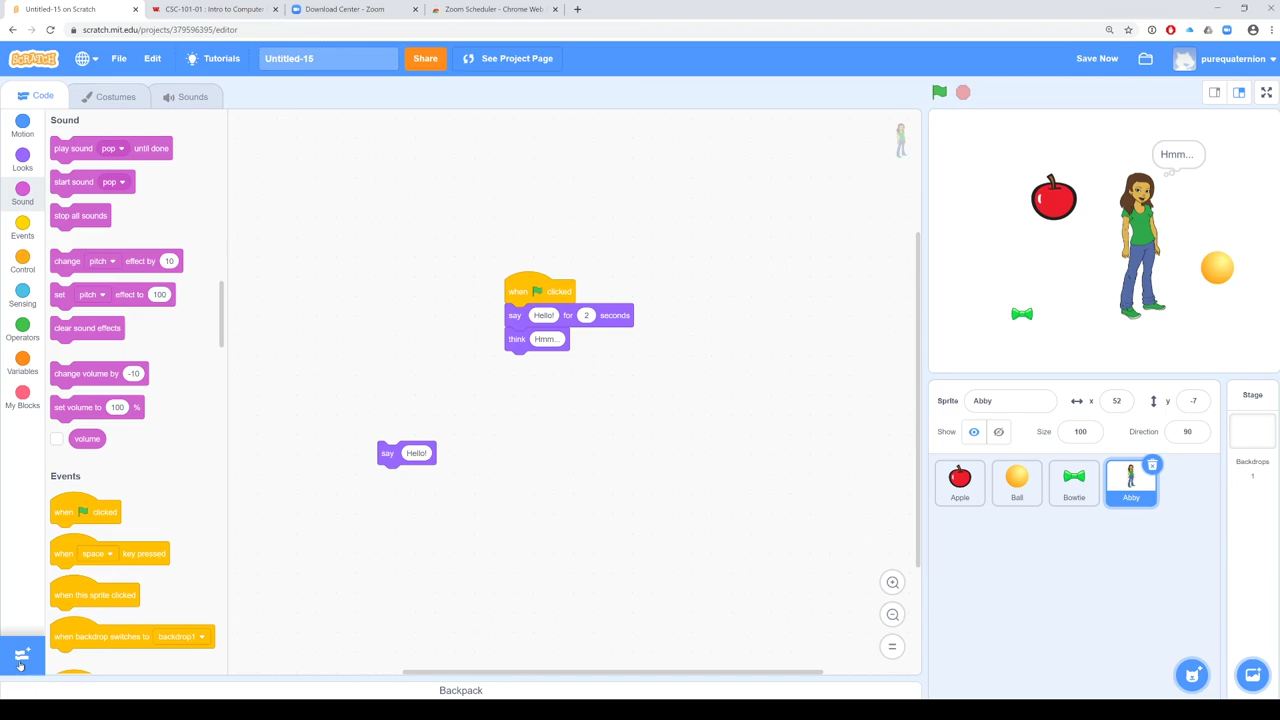 Untitled-15 on Scratch
CSC-101-01 : Intro to Computer
Download Center - Zoom
Zoom Scheduler - Chrome Web
scratch.mit.edu/projects/379596395/editor
SCRATCH
File
Edit
Tutorials
Untitled-15
Share
See Project Page
Save Now
purequaternion
Code
Costumes
Sounds
Motion
Looks
Sound
Events
Control
Sensing
Operators
Variables
My Blocks
Sound
play sound pop until done
start sound pop
stop all sounds
change pitch effect by 10
set pitch effect to 100
clear sound effects
change volume by -10
set volume to 100 %
volume
Events
when clicked
when space key pressed
when this sprite clicked
when backdrop switches to backdrop1
when clicked
say Hello! for 2 seconds
think Hmm...
say Hello!
Backpack
Hmm...
Sprite Abby x 52 y -7
Show Size 100 Direction 90
Apple
Ball
Bowtie
Abby
Stage
Backdrops
1